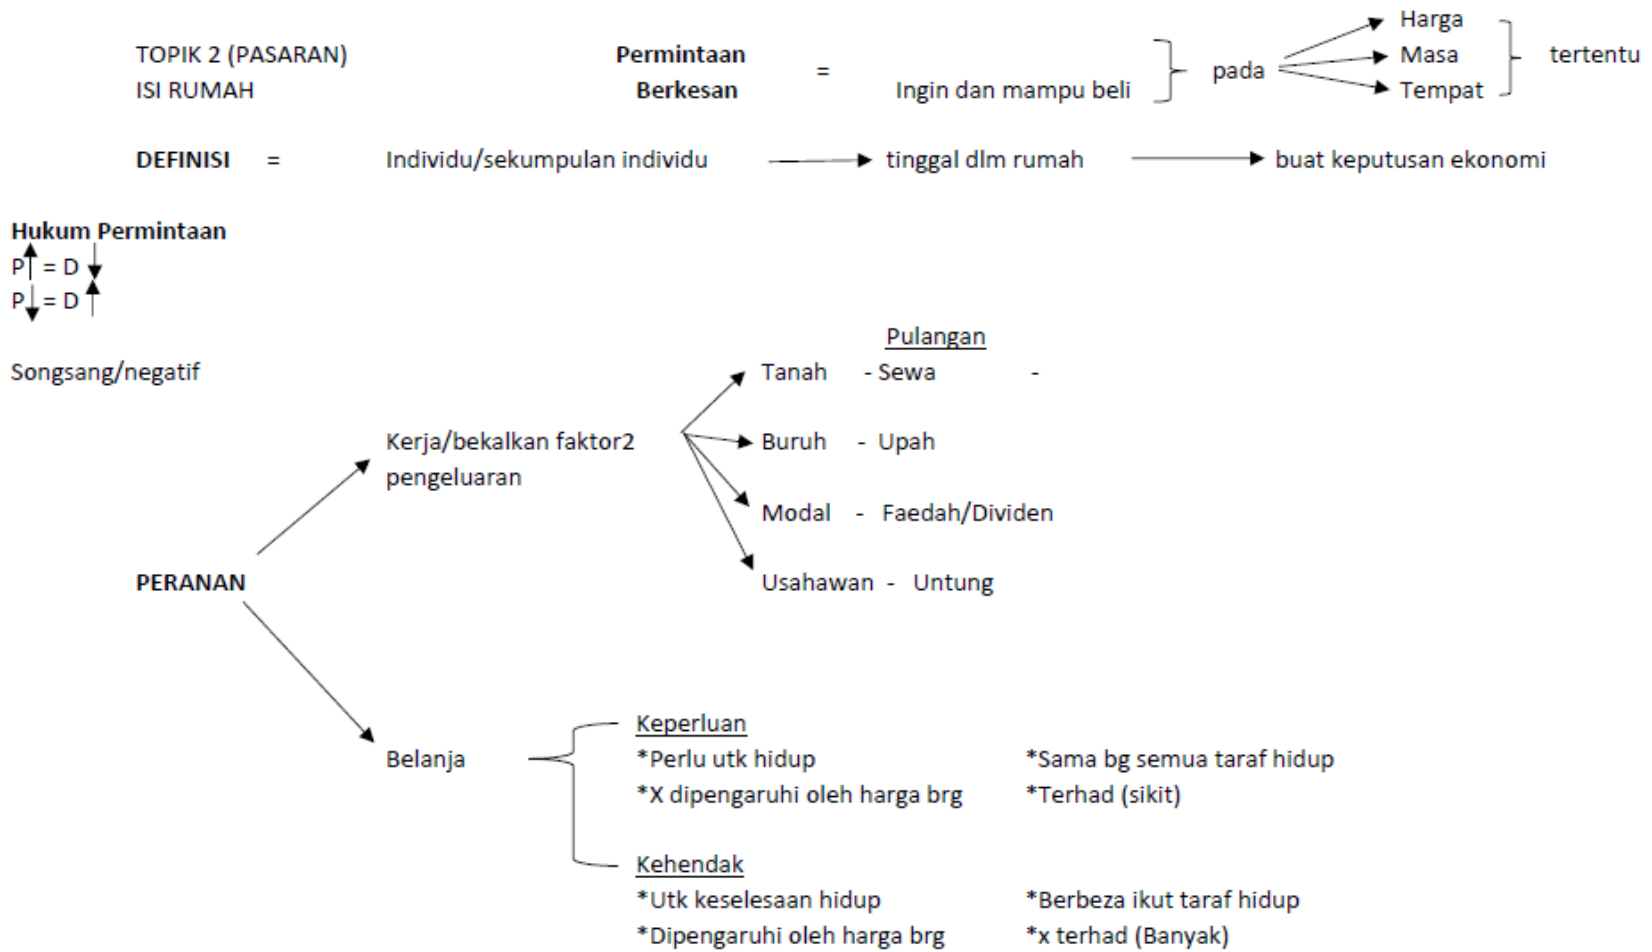 Harga
TOPIK 2 (PASARAN) Permintaan Masa tertentu
= pada
ISI RUMAH Berkesan Ingin dan mampu beli Tempat
DEFINISI = Individu/sekumpulan individu tinggal dlm rumah buat keputusan ekonomi
Hukum Permintaan
P = D
P = D
Pulangan
Songsang/negatif Tanah - Sewa -
Kerja/bekalkan faktor2 Buruh - Upah
pengeluaran
Modal - Faedah/Dividen
PERANAN Usahawan - Untung
Keperluan
Belanja *Perlu utk hidup *Sama bg semua taraf hidup
*X dipengaruhi oleh harga brg *Terhad (sikit)
Kehendak
*Utk keselesaan hidup *Berbeza ikut taraf hidup
*Dipengaruhi oleh harga brg *x terhad (Banyak)